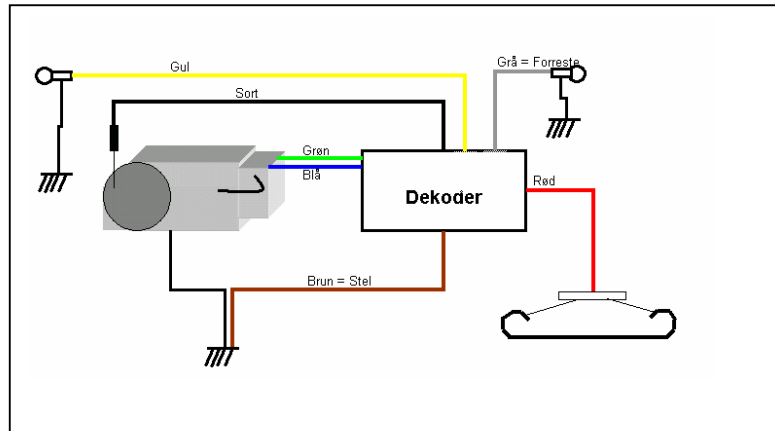 Gul
Grå = Forreste
Sort
Grøn
Blå
Dekoder
Rød
Brun = Stel